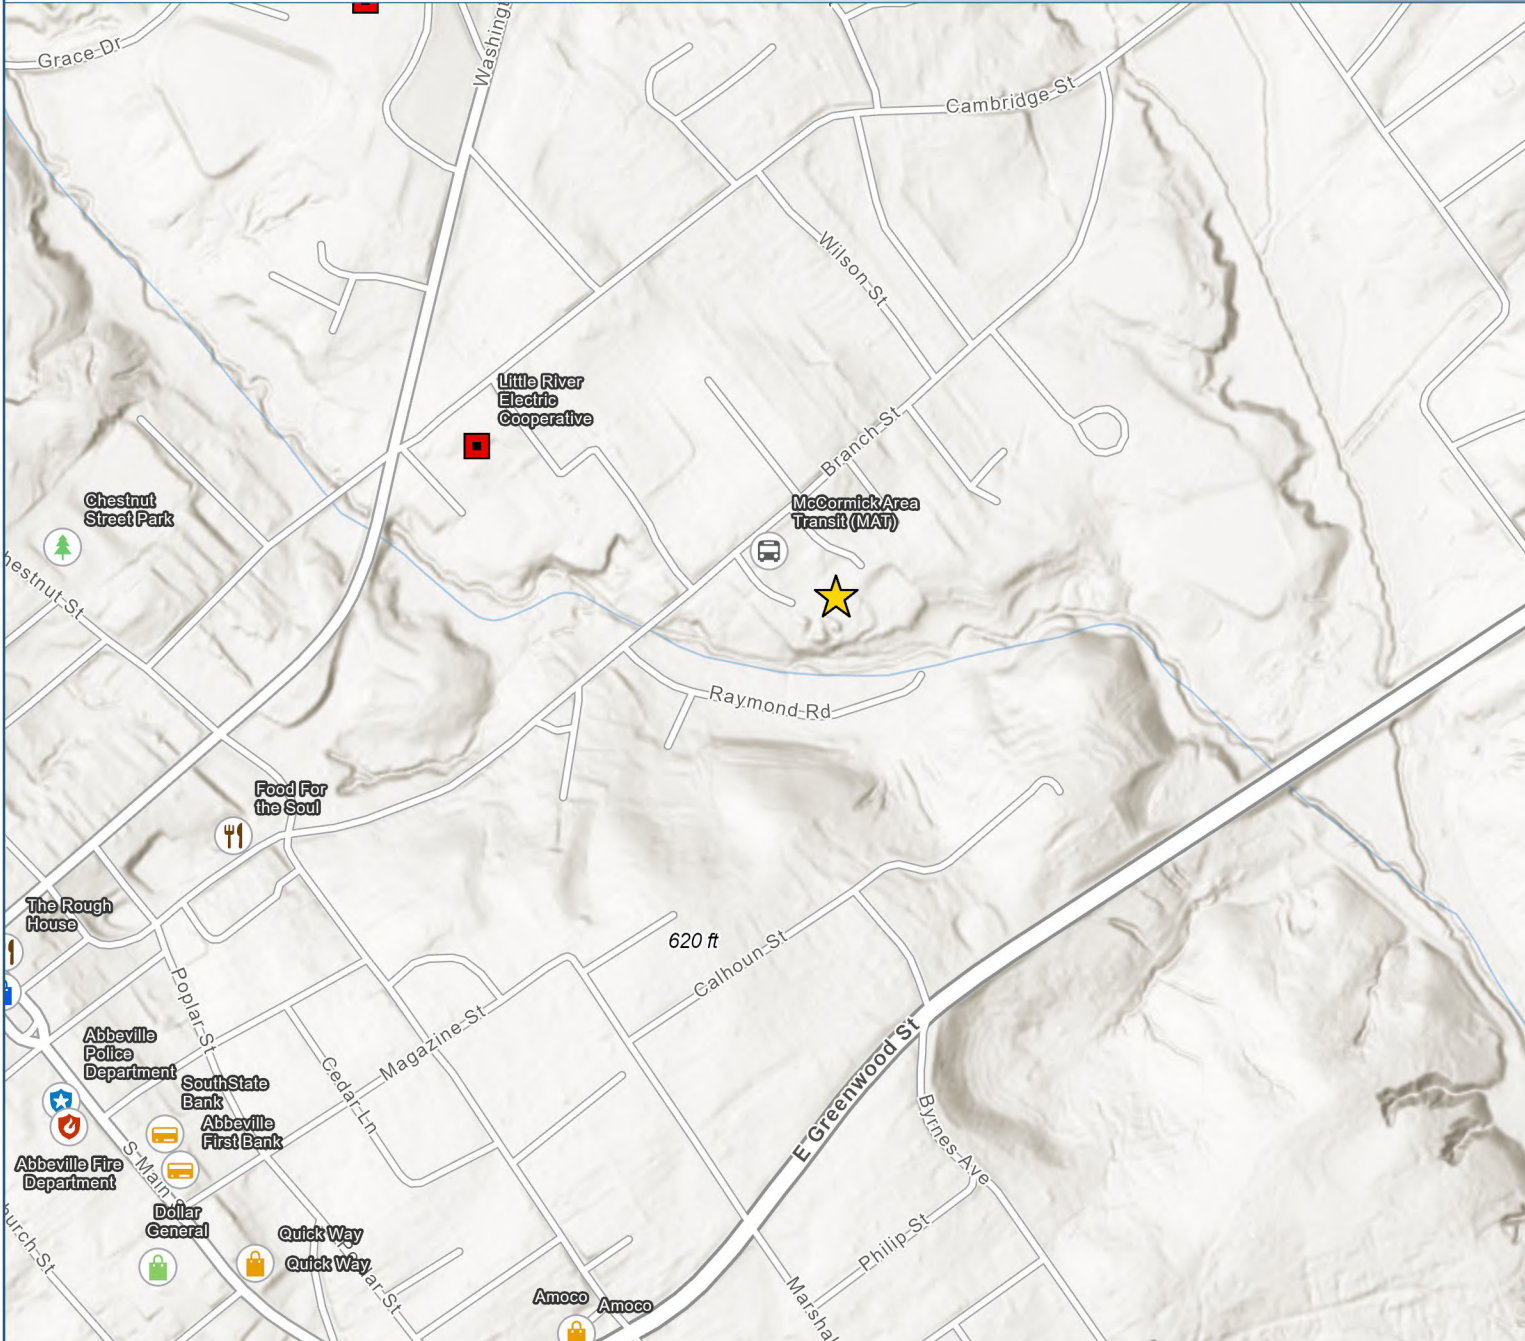 Grace Dr
Washingt
Cambridge St
Wilson St
Little River
Electric
Cooperative
Branch St
Chestnut
Street Park
McCormick Area
Transit (MAT)
hestnut St
Raymond Rd
Food For
the Soul
The Rough
House
620 ft
Calhoun St
Poplar St
Magazine St
Abbeville
Police
Department
Cedar Ln
E Greenwood St
SouthState
Bank
Abbeville
First Bank
Byrnes Ave
Abbeville Fire
Department
S Main S
Dollar
General
Philip St
Quick Way
Quick Way
urch St
Amoco
Amoco
Marshal